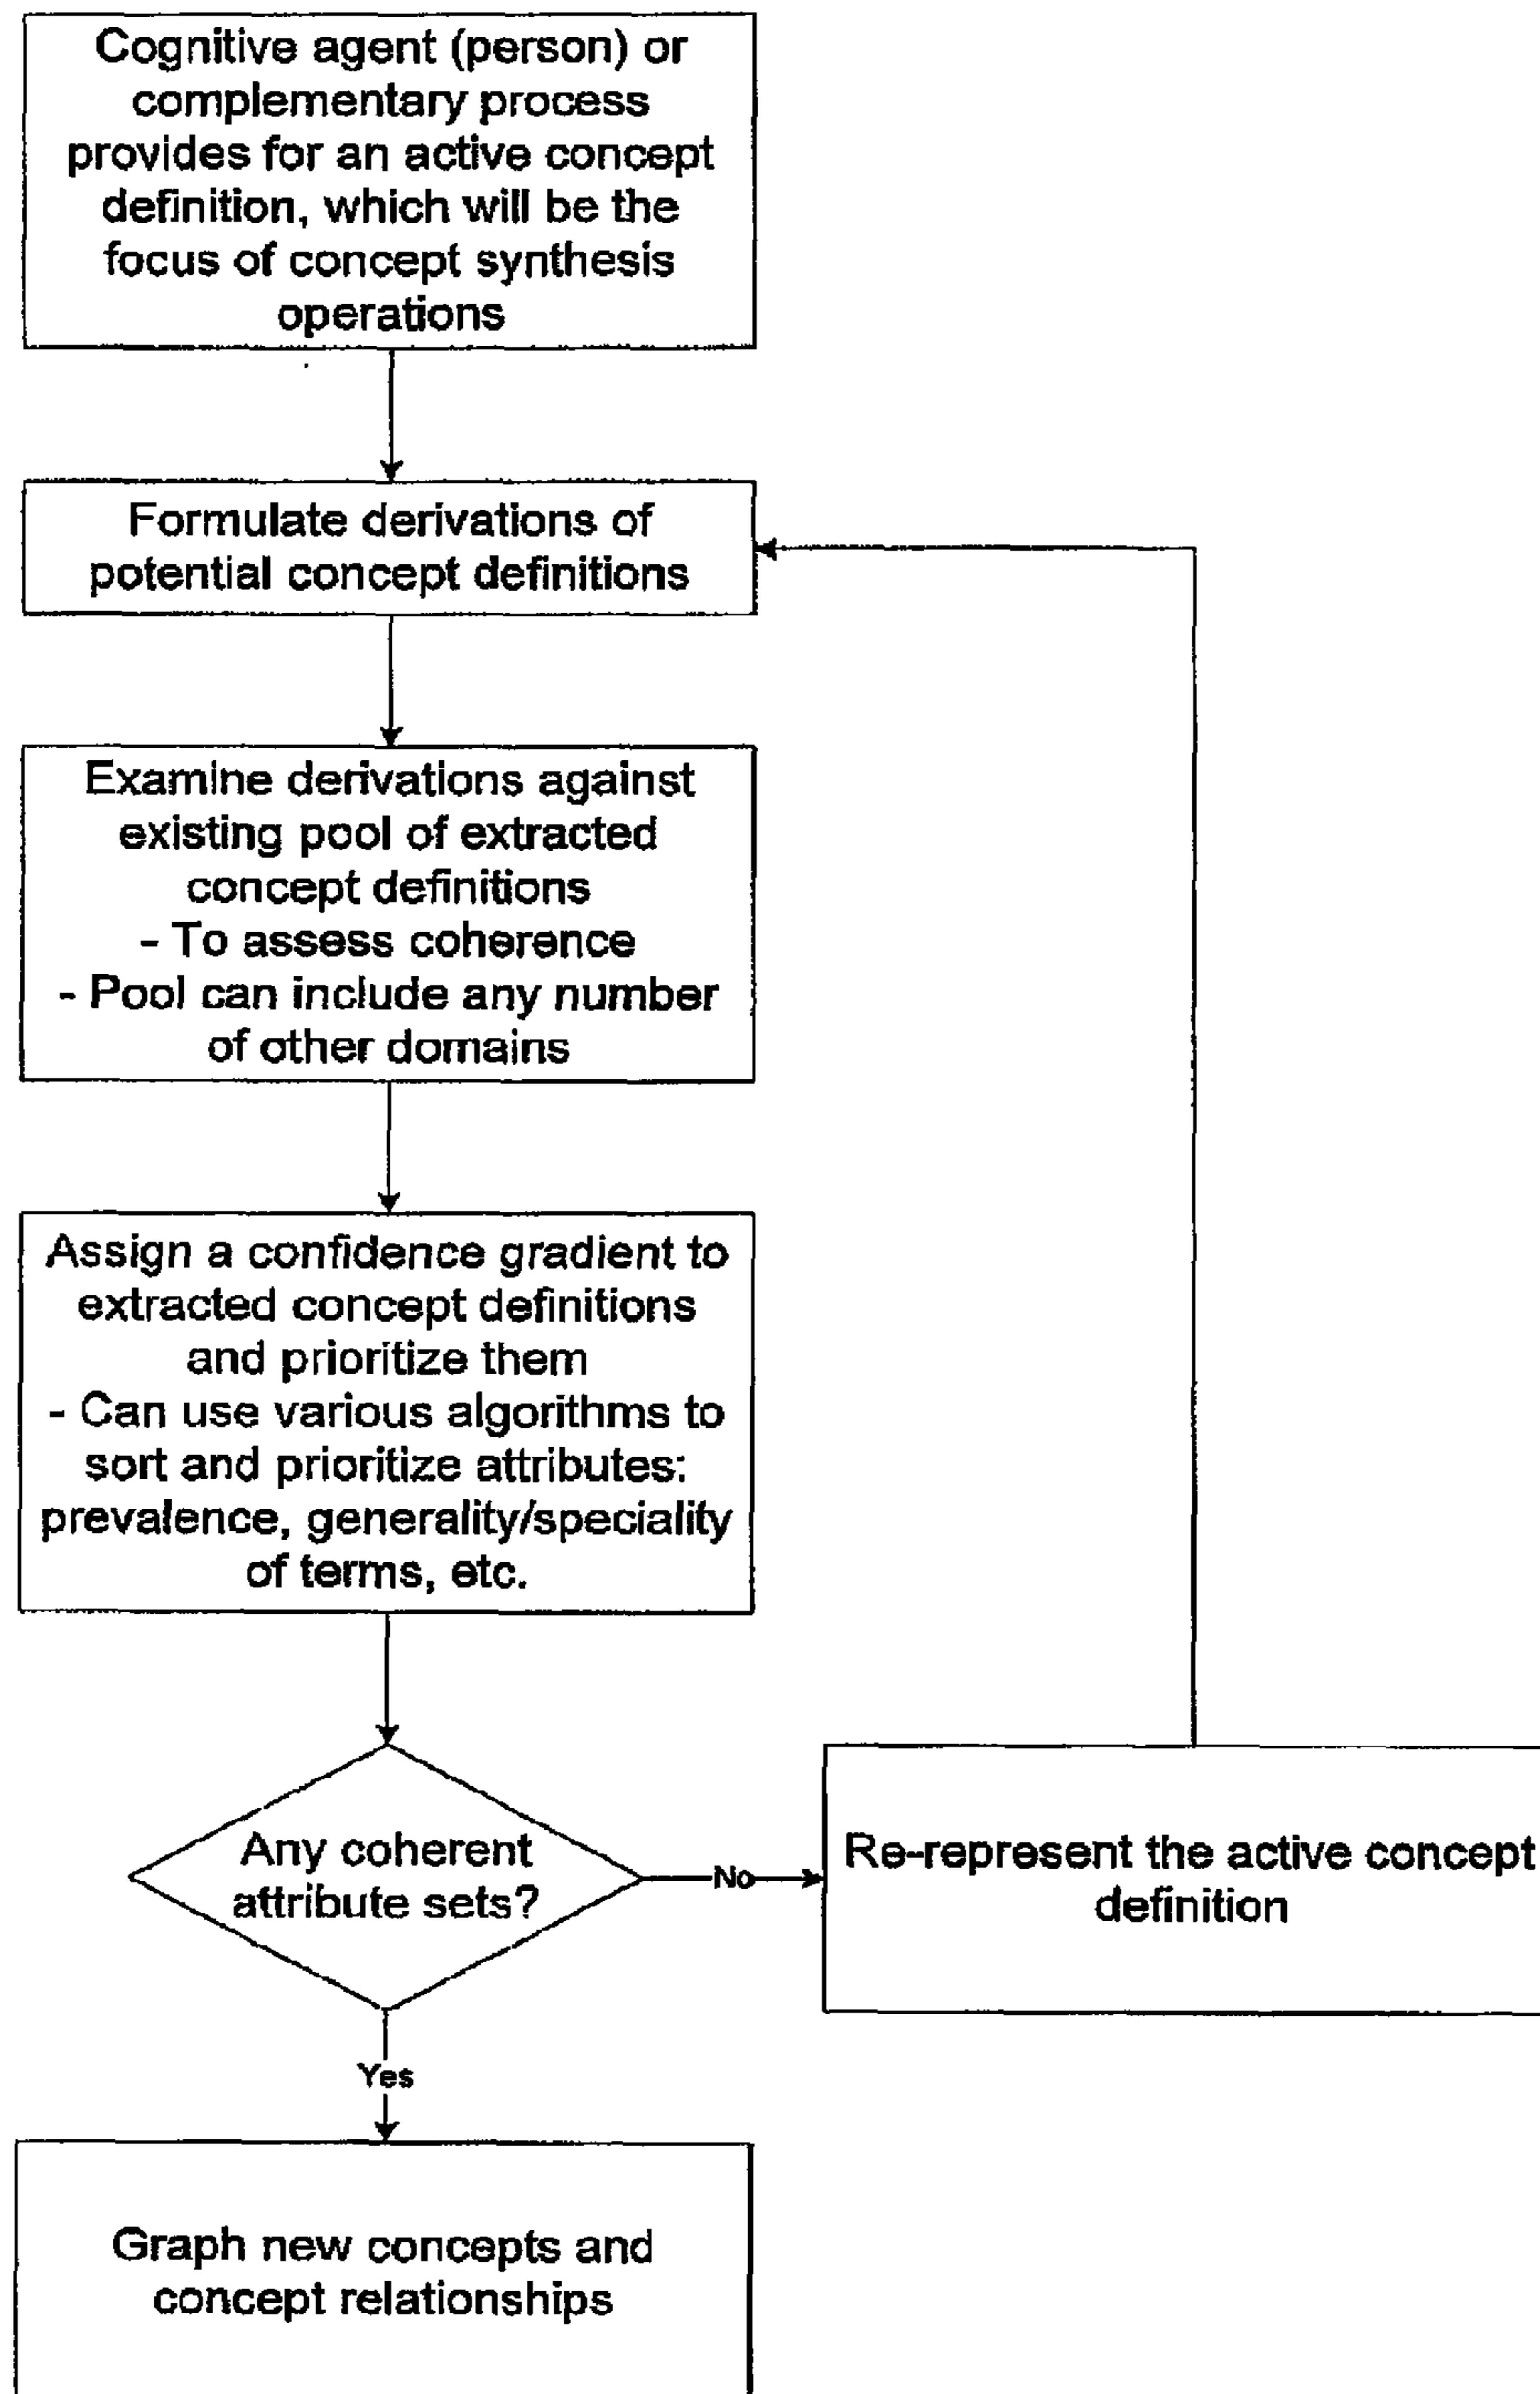 Cognitive agent (person) or
complementary process
provides for an active concept
definition, which will be the
focus of concept synthesis
operations
Formulate derivations of
potential concept definitions
Examine derivations against
existing pool of extracted
concept definitions
- To assess coherence
- Pool can include any number
of other domains
Assign a confidence gradient to
extracted concept definitions
and prioritize them
- Can use various algorithms to
sort and prioritize attributes:
prevalence, generality/speciality
of terms, etc.
Any coherent
attribute sets?
No
Re-represent the active concept
definition
Yes
Graph new concepts and
concept relationships